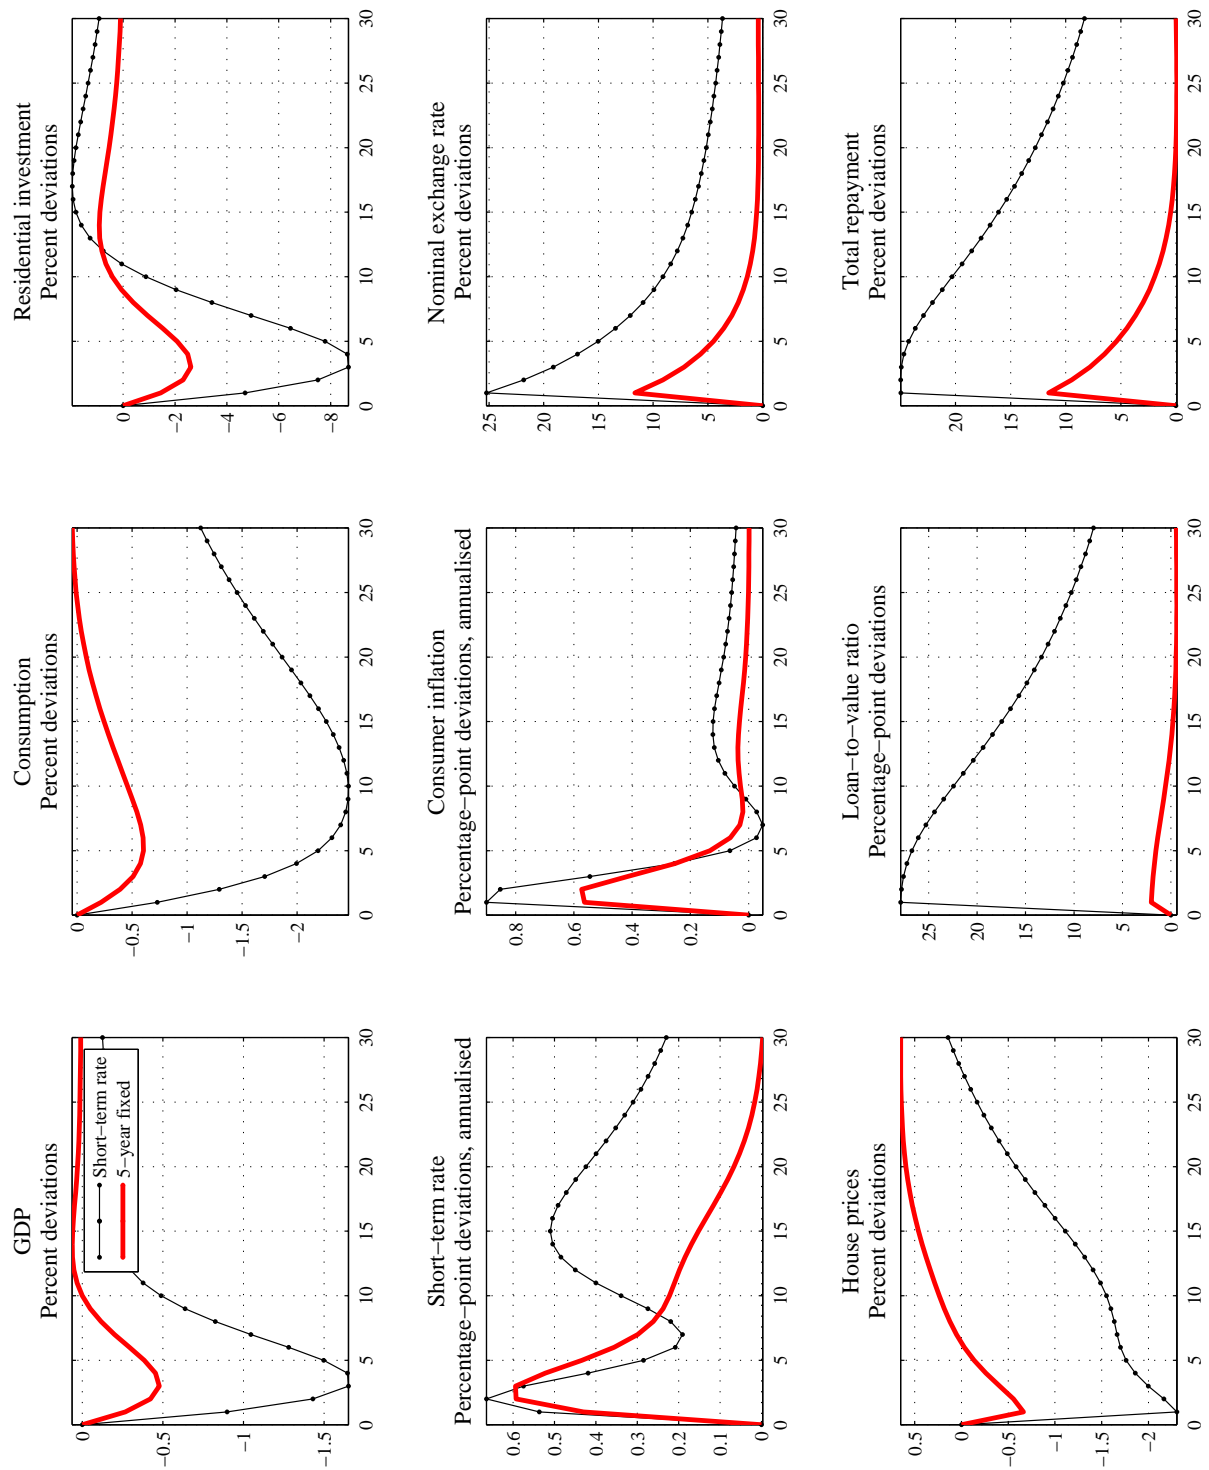 GDP
Percent deviations
0
−0.5
−1
−1.5
Short−term rate
5−year fixed
0 5 10 15 20 25 30
Consumption
Percent deviations
0
−0.5
−1
−1.5
−2
0 5 10 15 20 25 30
Residential investment
Percent deviations
0
−2
−4
−6
−8
0 5 10 15 20 25 30
Short−term rate
Percentage−point deviations, annualised
0.6
0.5
0.4
0.3
0.2
0.1
0
0 5 10 15 20 25 30
Consumer inflation
Percentage−point deviations, annualised
0.8
0.6
0.4
0.2
0
0 5 10 15 20 25 30
Nominal exchange rate
Percent deviations
25
20
15
10
5
0
0 5 10 15 20 25 30
House prices
Percent deviations
0.5
0
−0.5
−1
−1.5
−2
0 5 10 15 20 25 30
Loan−to−value ratio
Percentage−point deviations
25
20
15
10
5
0
0 5 10 15 20 25 30
Total repayment
Percent deviations
20
15
10
5
0
0 5 10 15 20 25 30